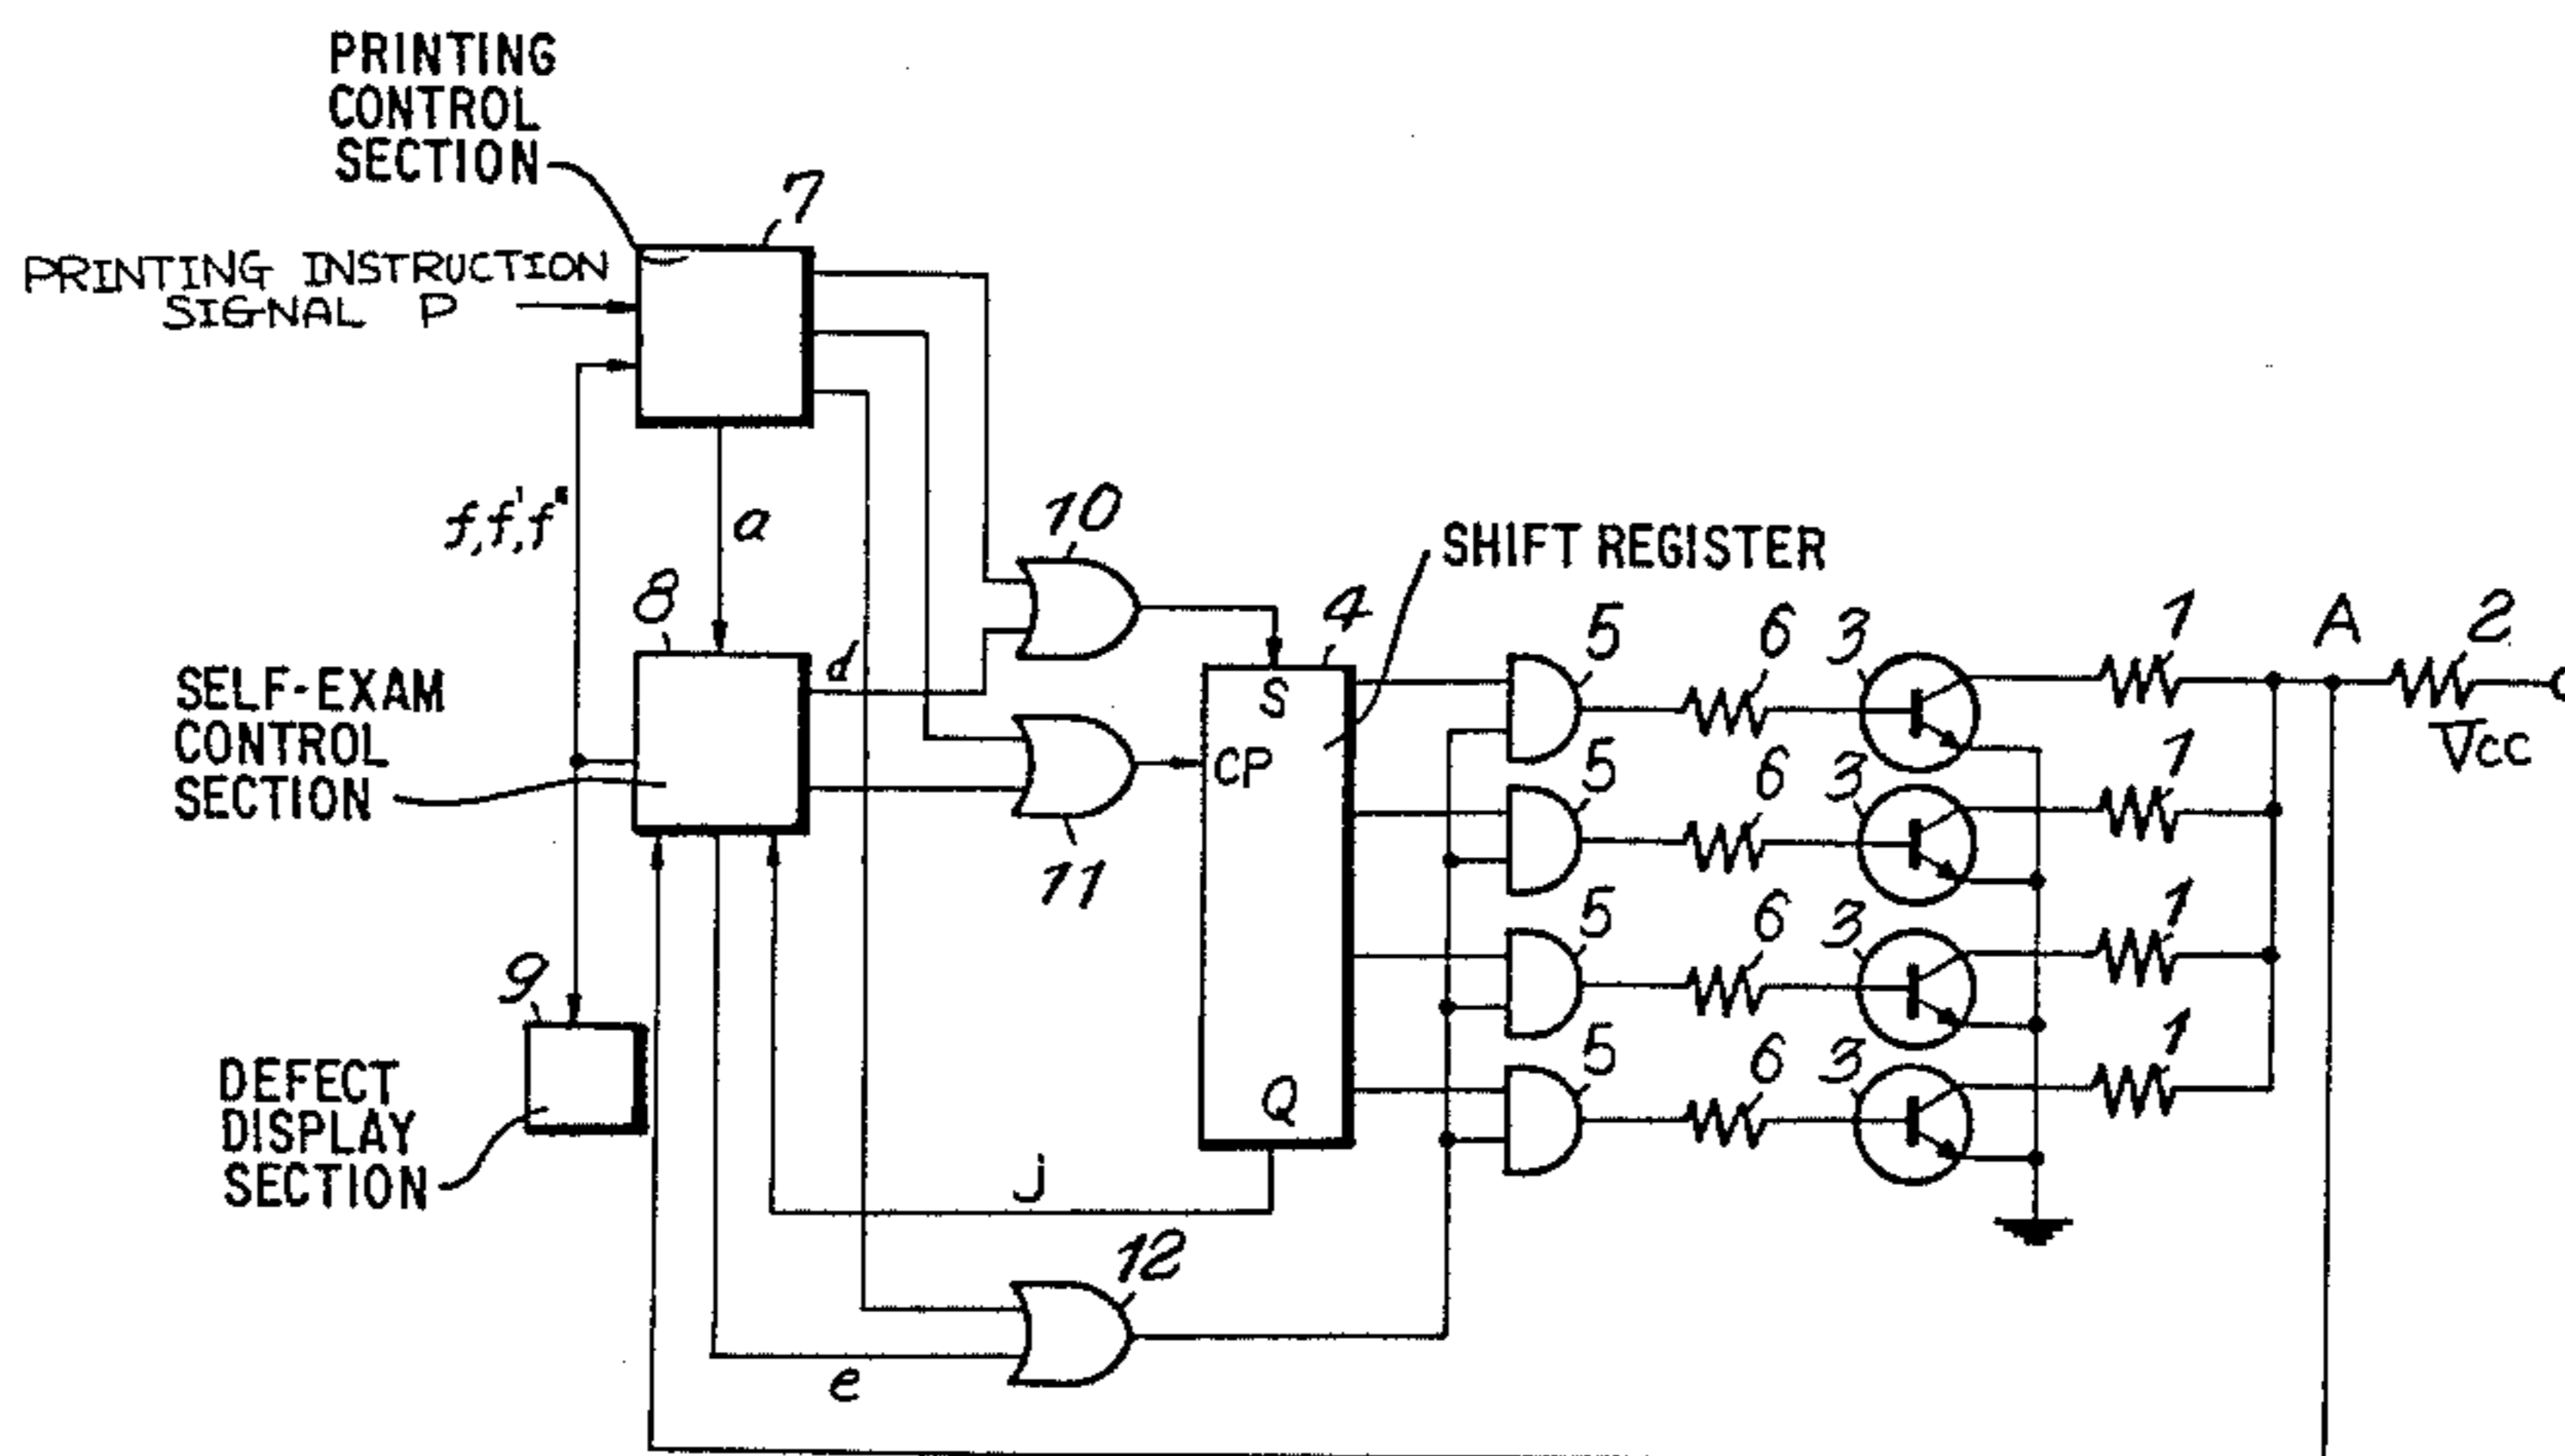 PRINTING
CONTROL
SECTION
7
PRINTING INSTRUCTION
SIGNAL P
f,f',f"
a
10
SHIFT REGISTER
8
d
4
5
6
3
1
A
2
SELF-EXAM
CONTROL
SECTION
S
CP
V̅CC
11
5
6
3
1
9
5
6
3
1
DEFECT
DISPLAY
SECTION
Q
5
6
3
1
J
12
e